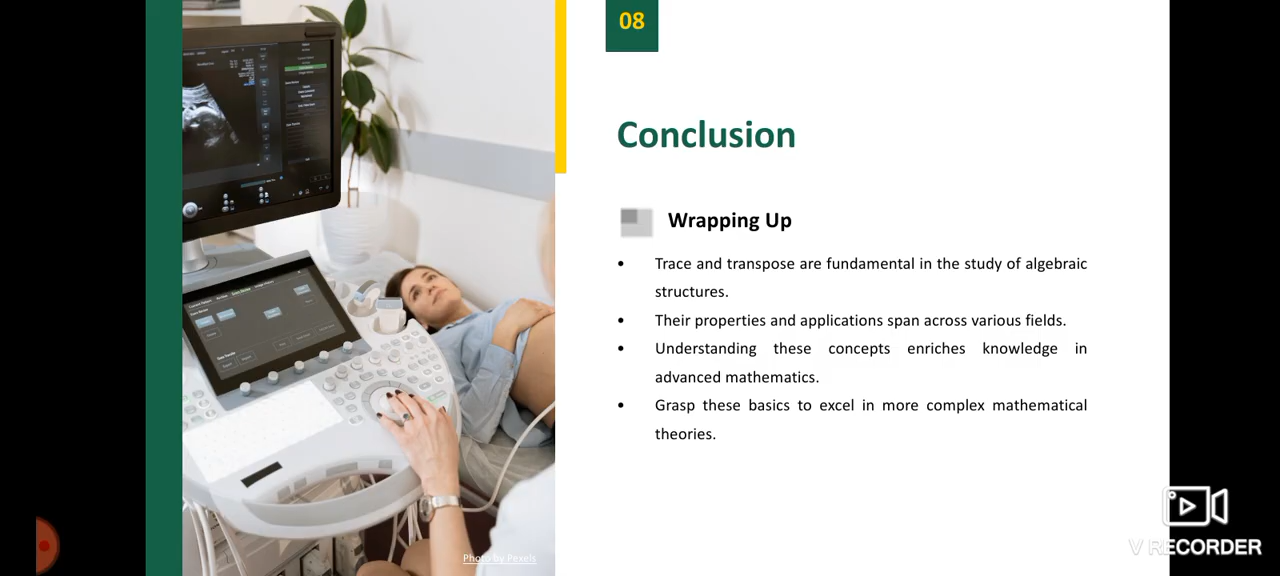 08
Conclusion
Wrapping Up
• Trace and transpose are fundamental in the study of algebraic
structures.
• Their properties and applications span across various fields.
• Understanding these concepts enriches knowledge in
advanced mathematics.
• Grasp these basics to excel in more complex mathematical
theories.
Photo by Pexels
V RECORDER